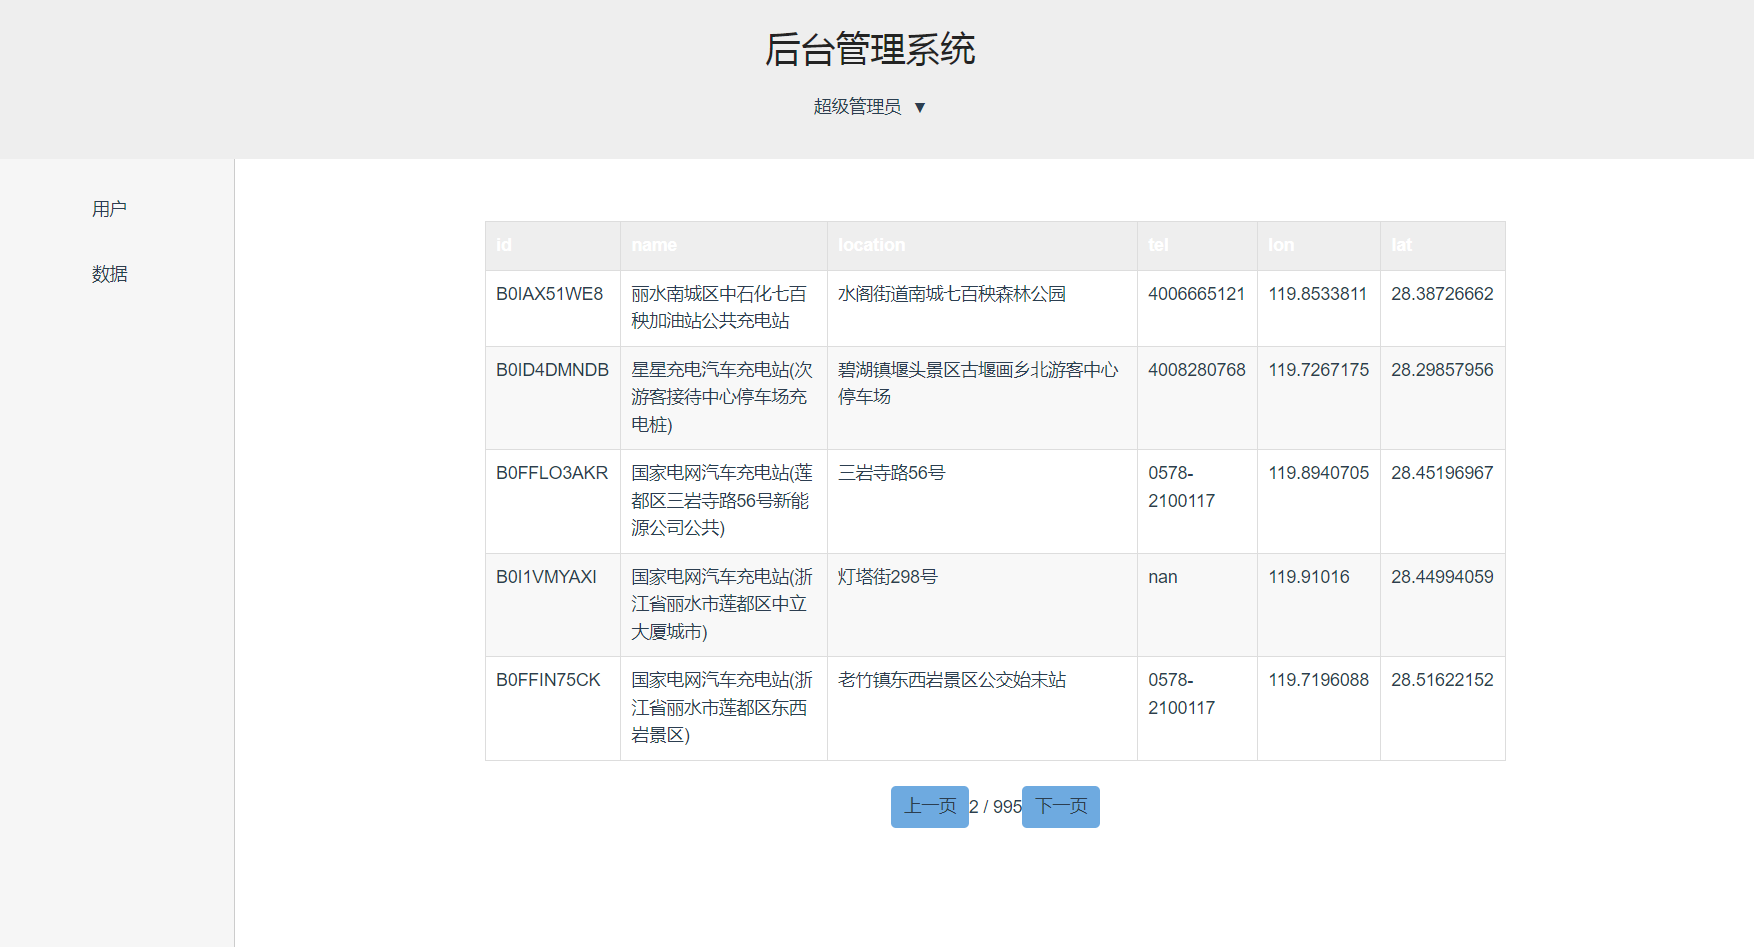 后台管理系统
超级管理员 ▼
用户
数据
id name location tel lon lat
B0IAX51WE8 丽水南城区中石化七百 水阁街道南城七百秧森林公园 4006665121 119.8533811 28.38726662
秧加油站公共充电站
B0ID4DMNDB 星星充电汽车充电站(次 碧湖镇堰头景区古堰画乡北游客中心 4008280768 119.7267175 28.29857956
游客接待中心停车场充 停车场
电桩)
B0FFLO3AKR 国家电网汽车充电站(莲 三岩寺路56号 0578- 119.8940705 28.45196967
都区三岩寺路56号新能 2100117
源公司公共)
B0I1VMYAXI 国家电网汽车充电站(浙 灯塔街298号 nan 119.91016 28.44994059
江省丽水市莲都区中立
大厦城市)
B0FFIN75CK 国家电网汽车充电站(浙 老竹镇东西岩景区公交始末站 0578- 119.7196088 28.51622152
江省丽水市莲都区东西 2100117
岩景区)
上一页 2 / 995 下一页